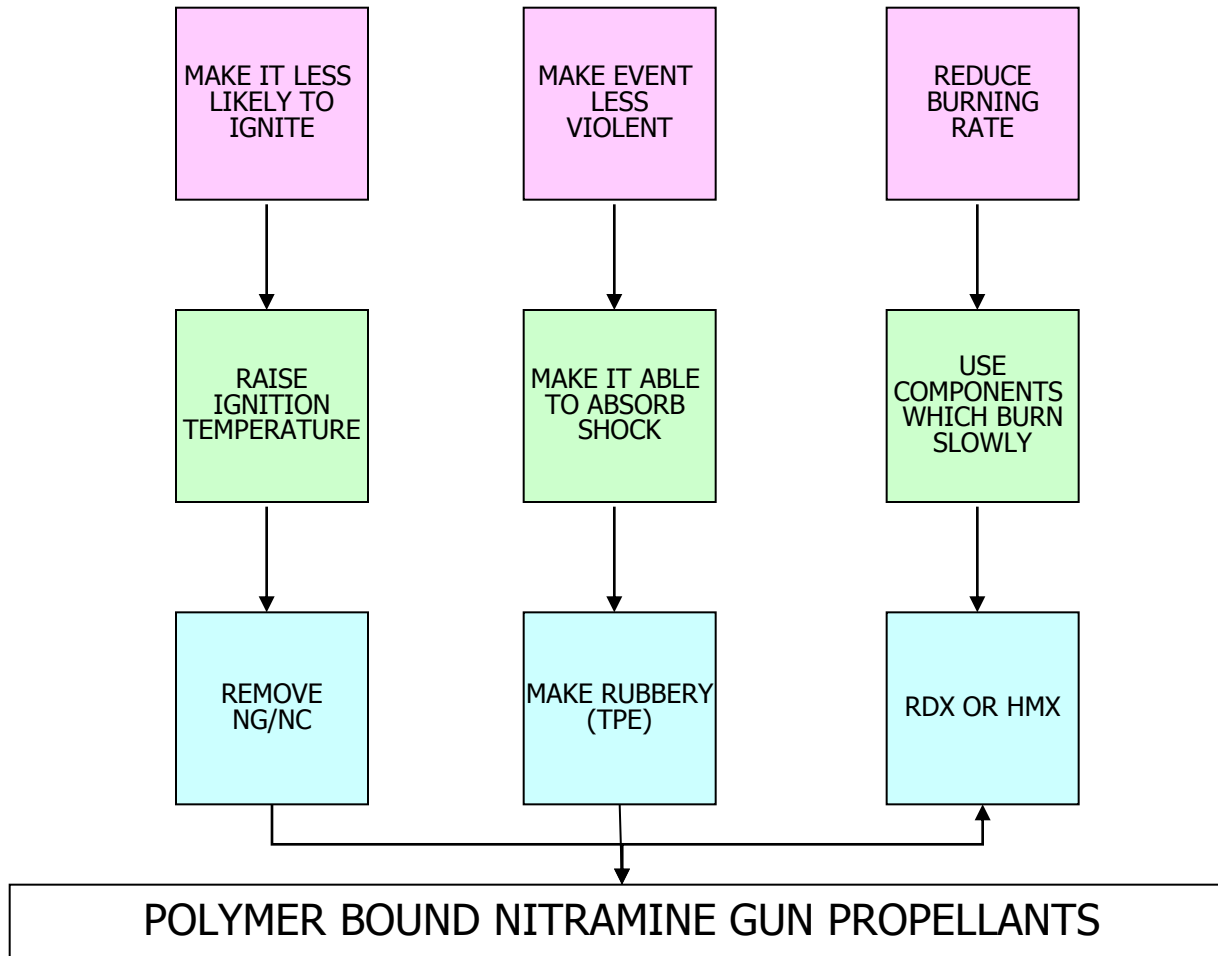 MAKE IT LESS
LIKELY TO
IGNITE
MAKE EVENT
LESS
VIOLENT
REDUCE
BURNING
RATE
RAISE
IGNITION
TEMPERATURE
MAKE IT ABLE
TO ABSORB
SHOCK
USE
COMPONENTS
WHICH BURN
SLOWLY
REMOVE
NG/NC
MAKE RUBBERY
(TPE)
RDX OR HMX
POLYMER BOUND NITRAMINE GUN PROPELLANTS